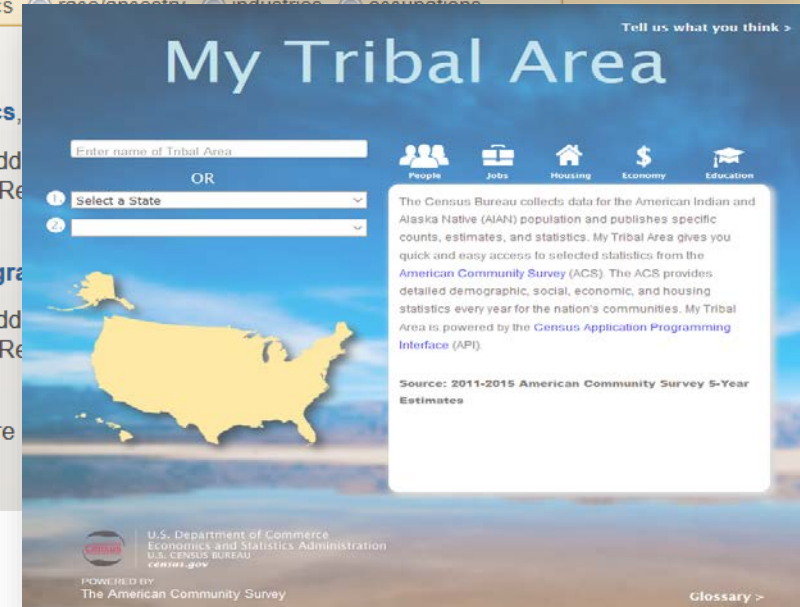 Tell us what you think >
My Tribal Area
Enter name of Tribal Area
OR
1. Select a State
2.
People Jobs Housing Economy Education
The Census Bureau collects data for the American Indian and
Alaska Native (AIAN) population and publishes specific
counts, estimates, and statistics. My Tribal Area gives you
quick and easy access to selected statistics from the
American Community Survey (ACS). The ACS provides
detailed demographic, social, economic, and housing
statistics every year for the nation's communities. My Tribal
Area is powered by the Census Application Programming
Interface (API).
Source: 2011-2015 American Community Survey 5-Year
Estimates
Census
U.S. Department of Commerce
Economics and Statistics Administration
U.S. CENSUS BUREAU
census.gov
POWERED BY
The American Community Survey
Glossary >